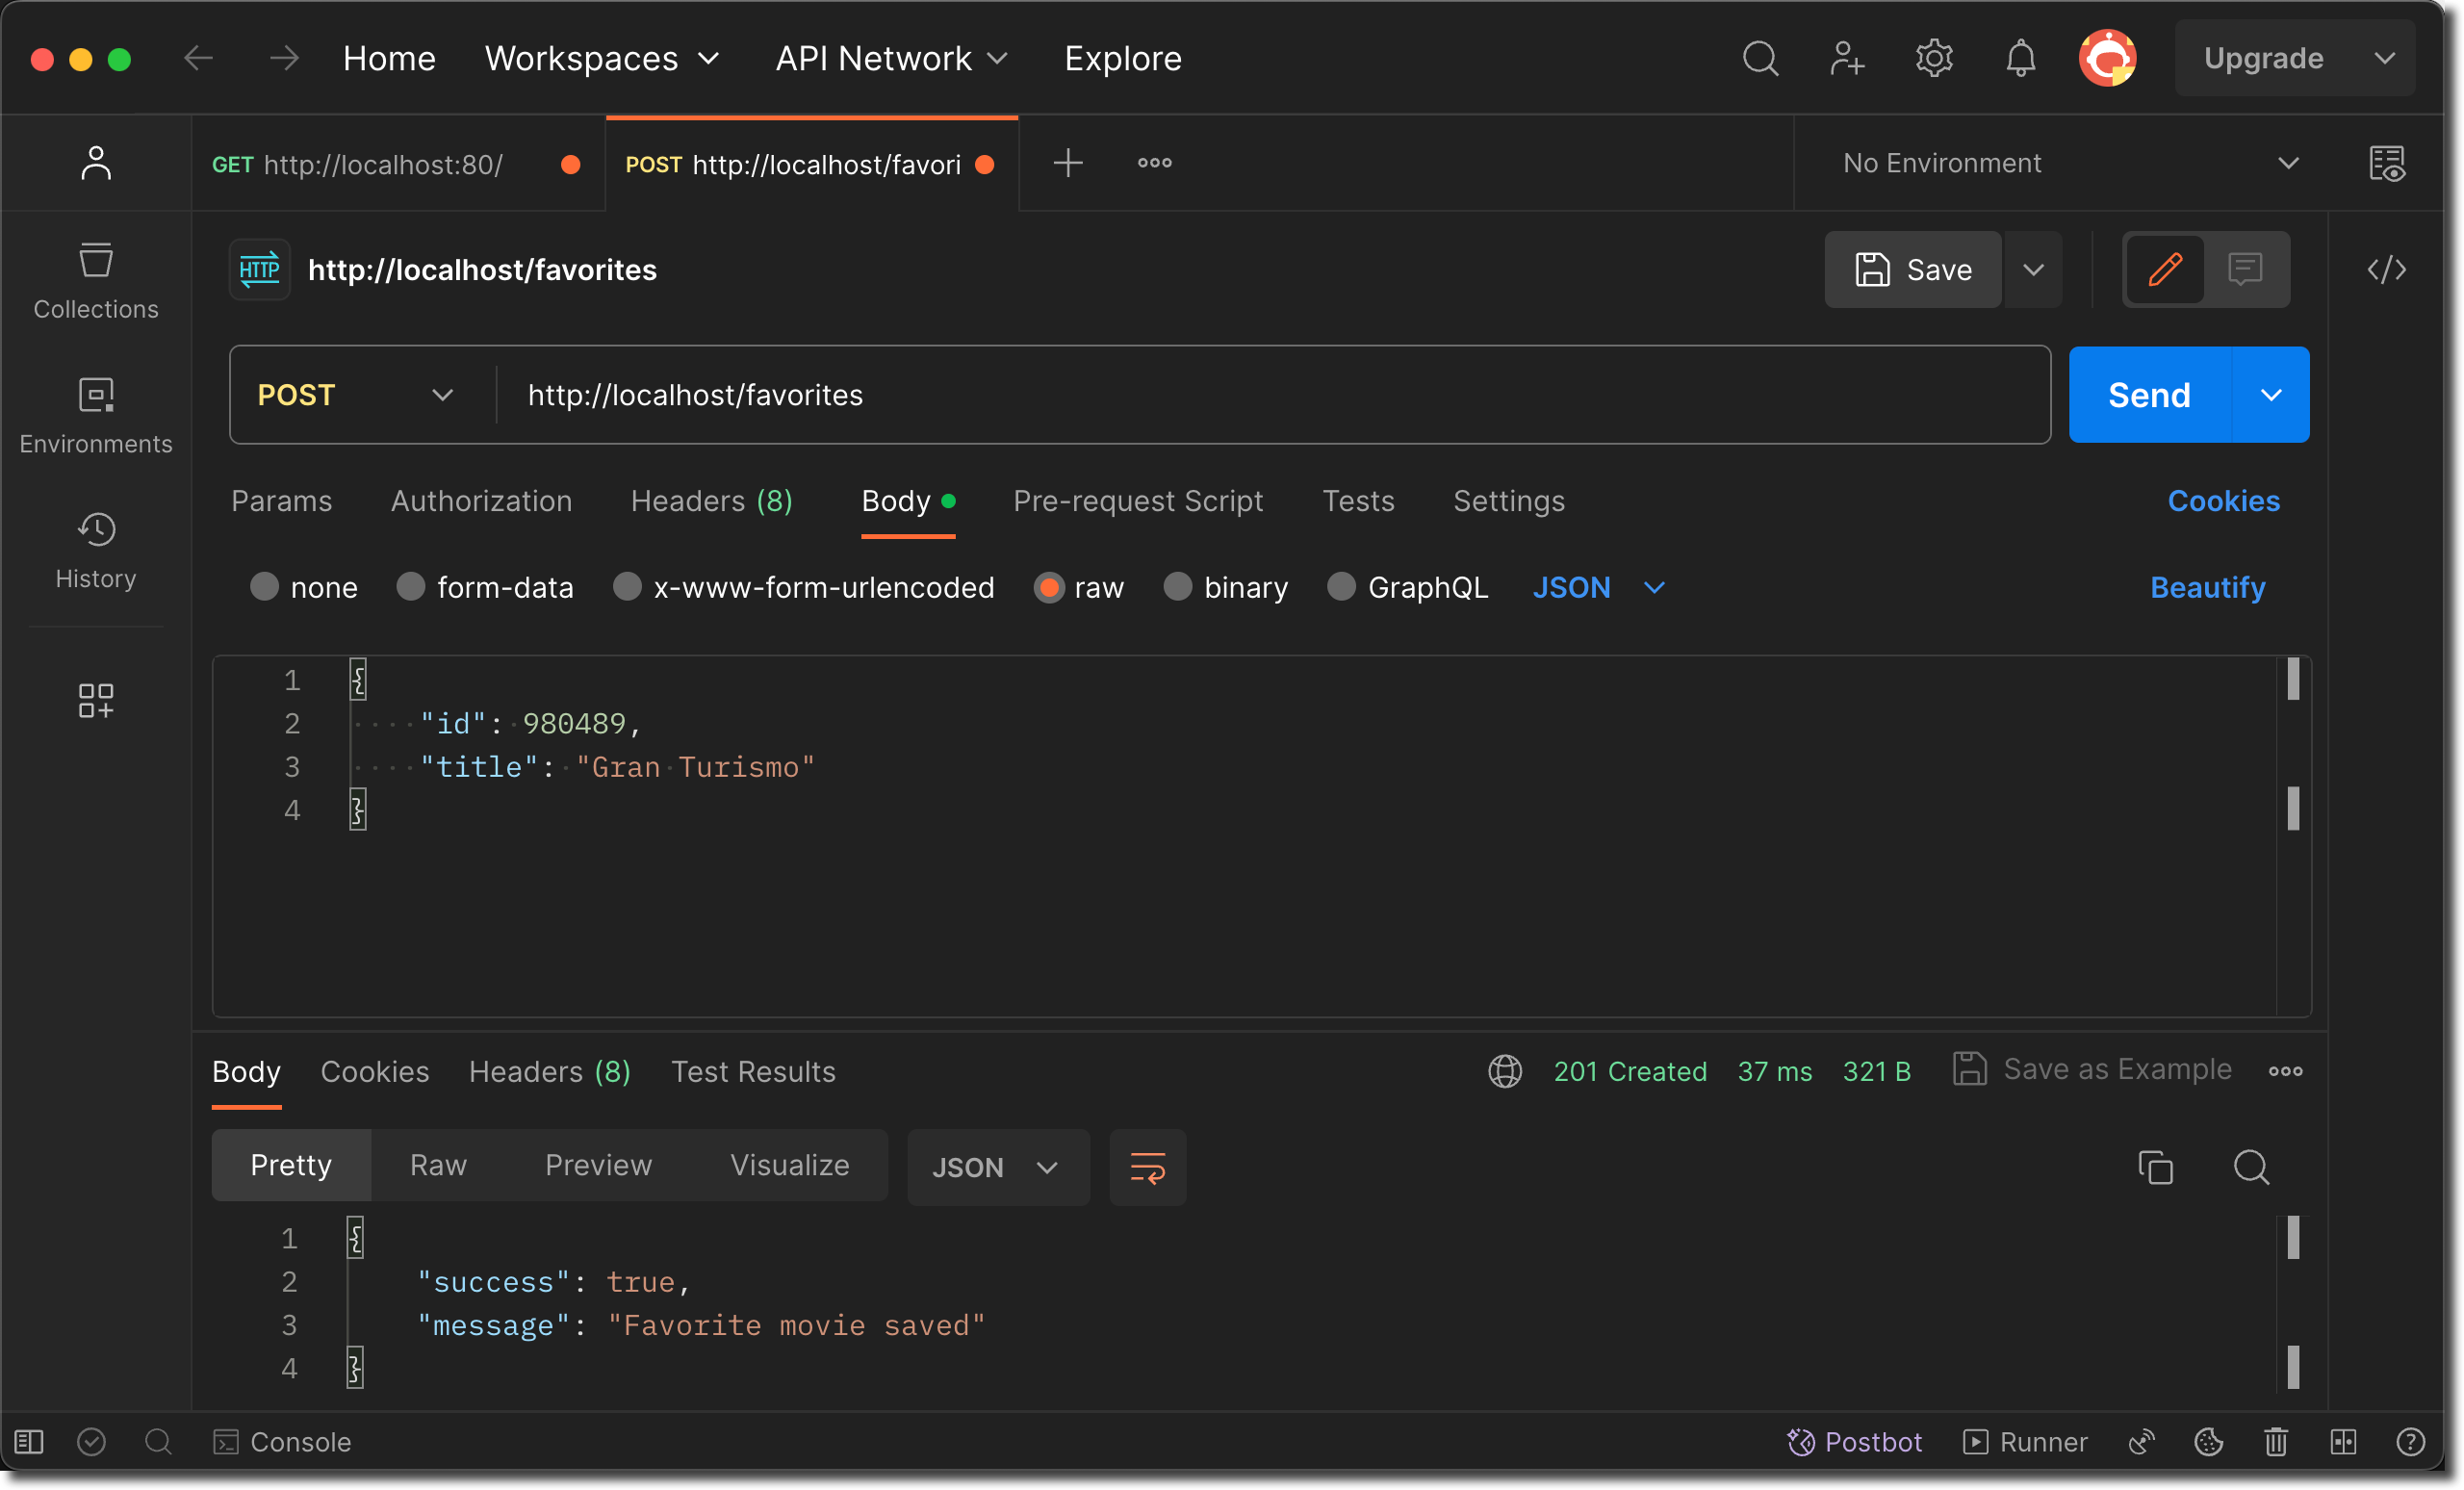 Home Workspaces API Network Explore Upgrade
GET http://localhost:80/ POST http://localhost/favori No Environment
HTTP http://localhost/favorites Save
Collections
POST http://localhost/favorites Send
Environments
Params Authorization Headers (8) Body Pre-request Script Tests Settings Cookies
History
none form-data x-www-form-urlencoded raw binary GraphQL JSON Beautify
1 {
2 "id": 980489,
3 "title": "Gran Turismo"
4 }
Body Cookies Headers (8) Test Results 201 Created 37 ms 321 B Save as Example
Pretty Raw Preview Visualize JSON
1 {
2 "success": true,
3 "message": "Favorite movie saved"
4 }
Console Postbot Runner